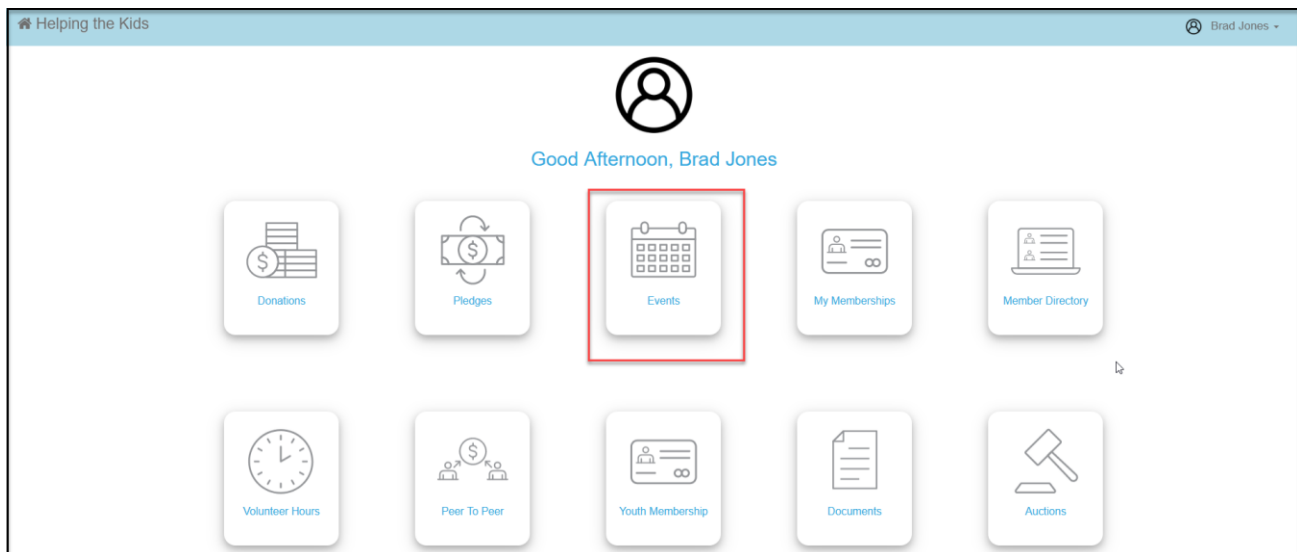 Helping the Kids
Brad Jones
Good Afternoon, Brad Jones
Donations
Pledges
Events
My Memberships
Member Directory
Volunteer Hours
Peer To Peer
Youth Membership
Documents
Auctions